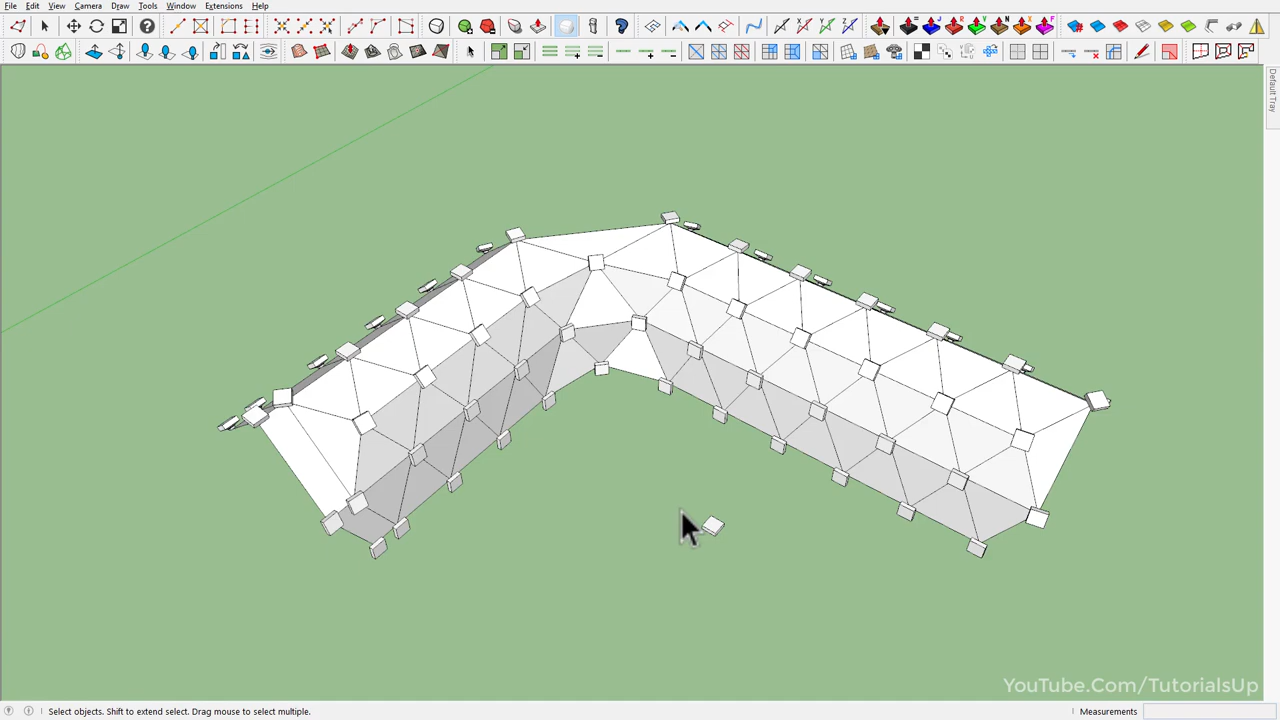 File Edit View Camera Draw Tools Window Extensions Help
Default Tray
YouTube.Com/TutorialsUp
Select objects. Shift to extend select. Drag mouse to select multiple.
Measurements